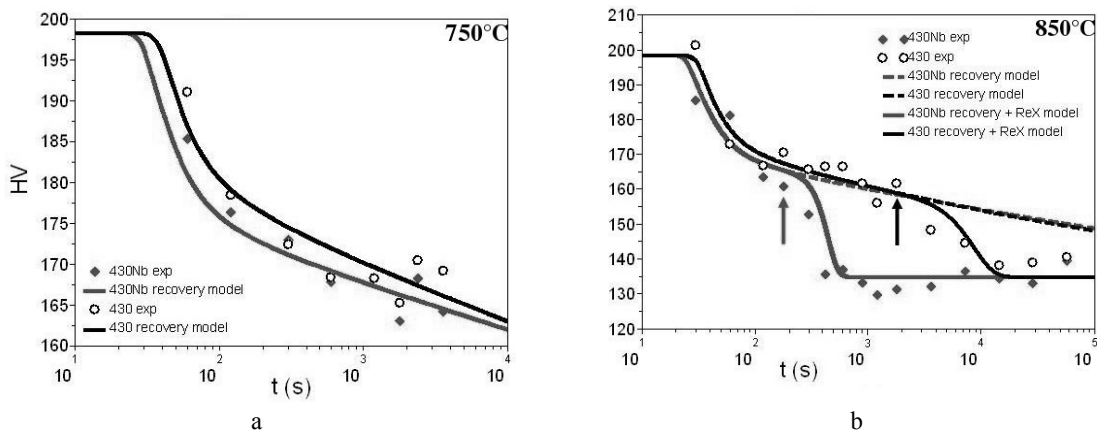 200
195
190
185
180
175
170
165
160
HV
750°C
430Nb exp
430Nb recovery model
430 exp
430 recovery model
10^1
10^2
10^3
10^4
t (s)
a
210
200
190
180
170
160
150
140
130
120
850°C
430Nb exp
430 exp
430Nb recovery model
430 recovery model
430Nb recovery + ReX model
430 recovery + ReX model
10^1
10^2
10^3
10^4
10^5
t (s)
b